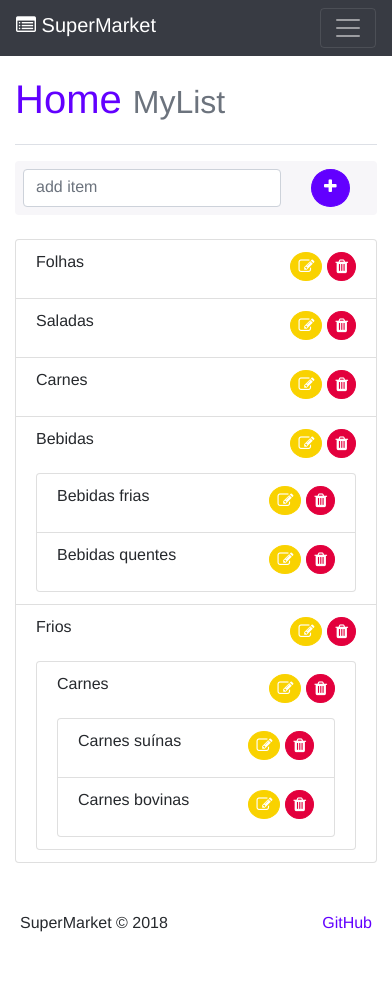 SuperMarket
Home MyList
add item
Folhas
Saladas
Carnes
Bebidas
Bebidas frias
Bebidas quentes
Frios
Carnes
Carnes suínas
Carnes bovinas
SuperMarket © 2018 GitHub